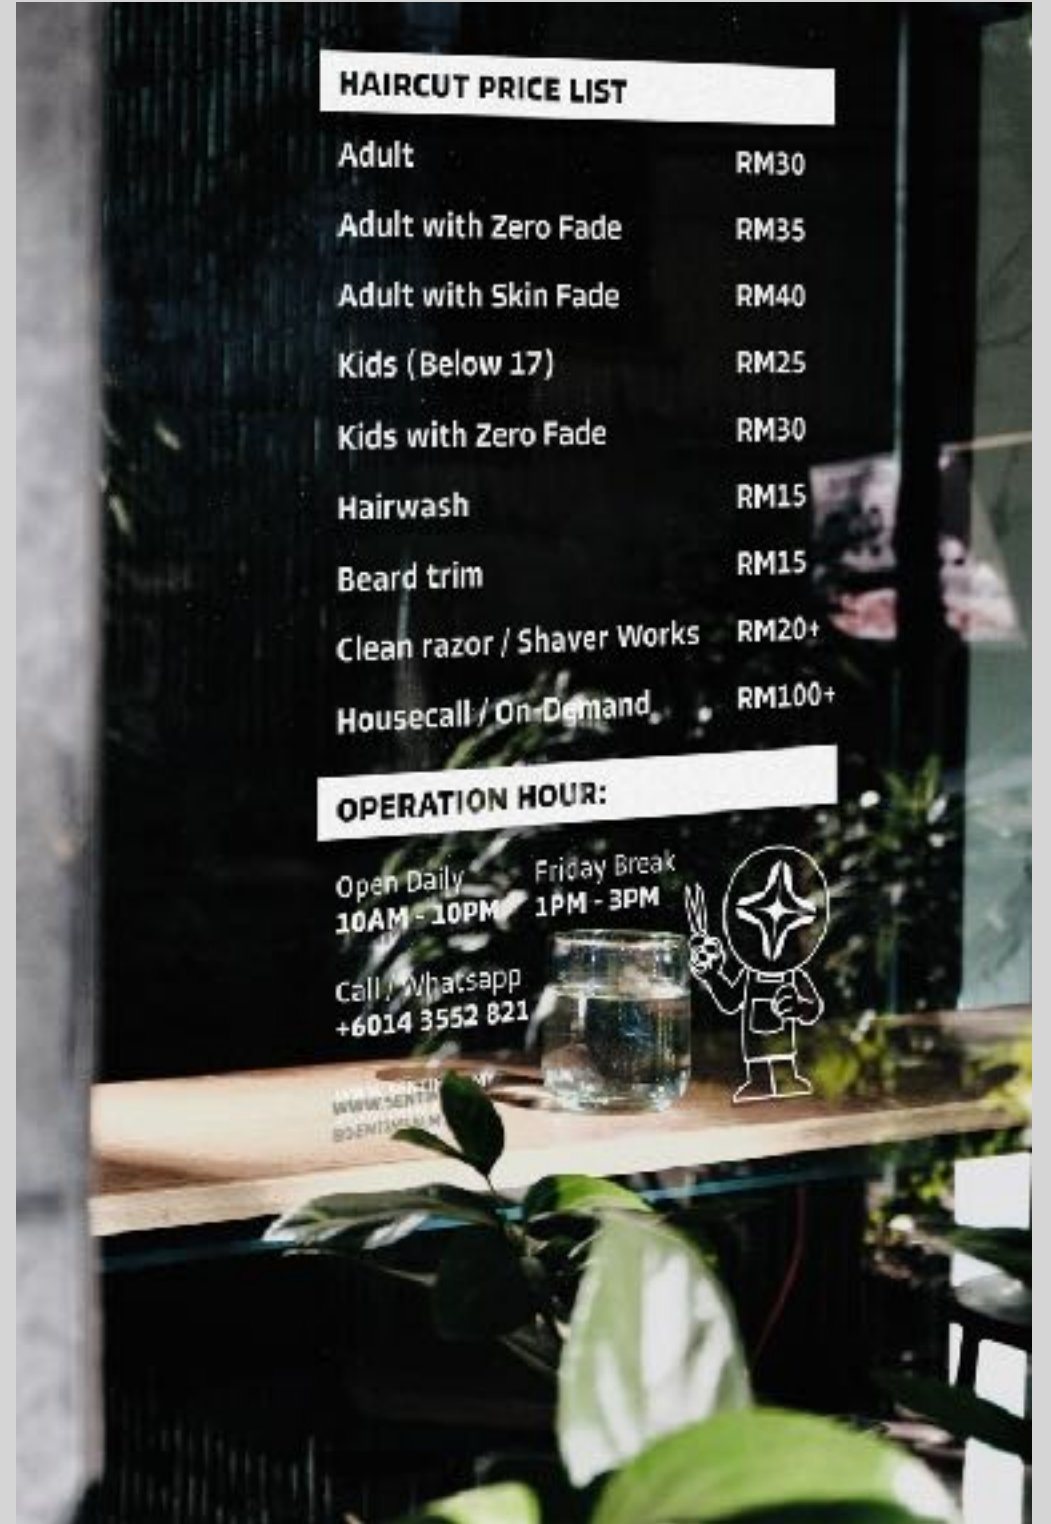 HAIRCUT PRICE LIST
Adult RM30
Adult with Zero Fade RM35
Adult with Skin Fade RM40
Kids (Below 17) RM25
Kids with Zero Fade RM30
Hairwash RM15
Beard trim RM15
Clean razor / Shaver Works RM20+
Housecall / On-Demand RM100+
OPERATION HOUR:
Open Daily Friday Break
10AM - 10PM 1PM - 3PM
Call / Whatsapp
+6014 3552 821